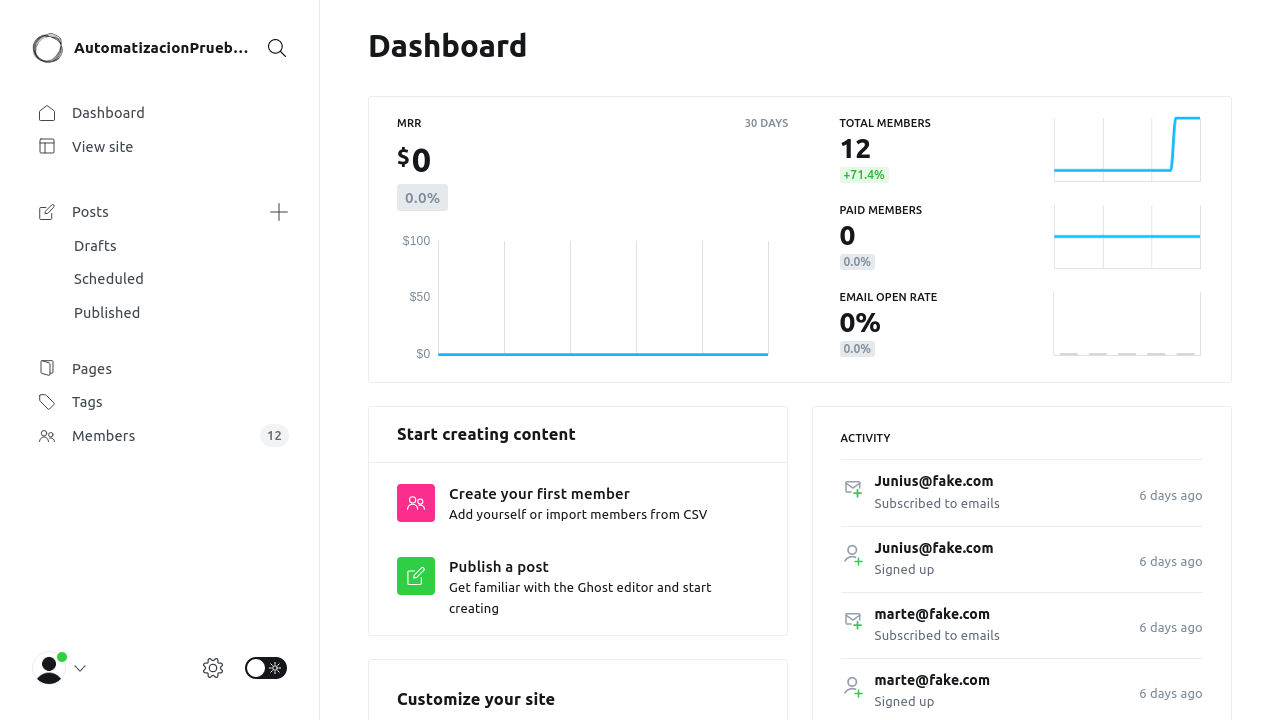 AutomatizacionPrueb...
Dashboard
View site
Posts
Drafts
Scheduled
Published
Pages
Tags
Members
12
Dashboard
MRR
30 DAYS
$0
0.0%
$100
$50
$0
TOTAL MEMBERS
12
+71.4%
PAID MEMBERS
0
0.0%
EMAIL OPEN RATE
0%
0.0%
Start creating content
Create your first member
Add yourself or import members from CSV
Publish a post
Get familiar with the Ghost editor and start
creating
Customize your site
ACTIVITY
Junius@fake.com
Subscribed to emails
6 days ago
Junius@fake.com
Signed up
6 days ago
marte@fake.com
Subscribed to emails
6 days ago
marte@fake.com
Signed up
6 days ago